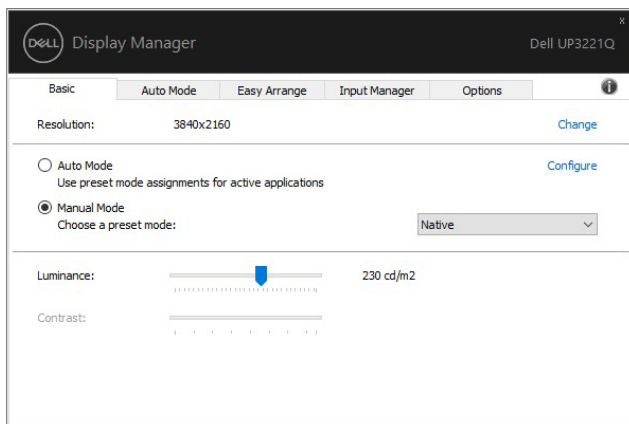 x
DELL Display Manager Dell UP3221Q
Basic Auto Mode Easy Arrange Input Manager Options i
Resolution: 3840x2160 Change
Auto Mode Configure
Use preset mode assignments for active applications
Manual Mode
Choose a preset mode: Native
Luminance: 230 cd/m2
Contrast: